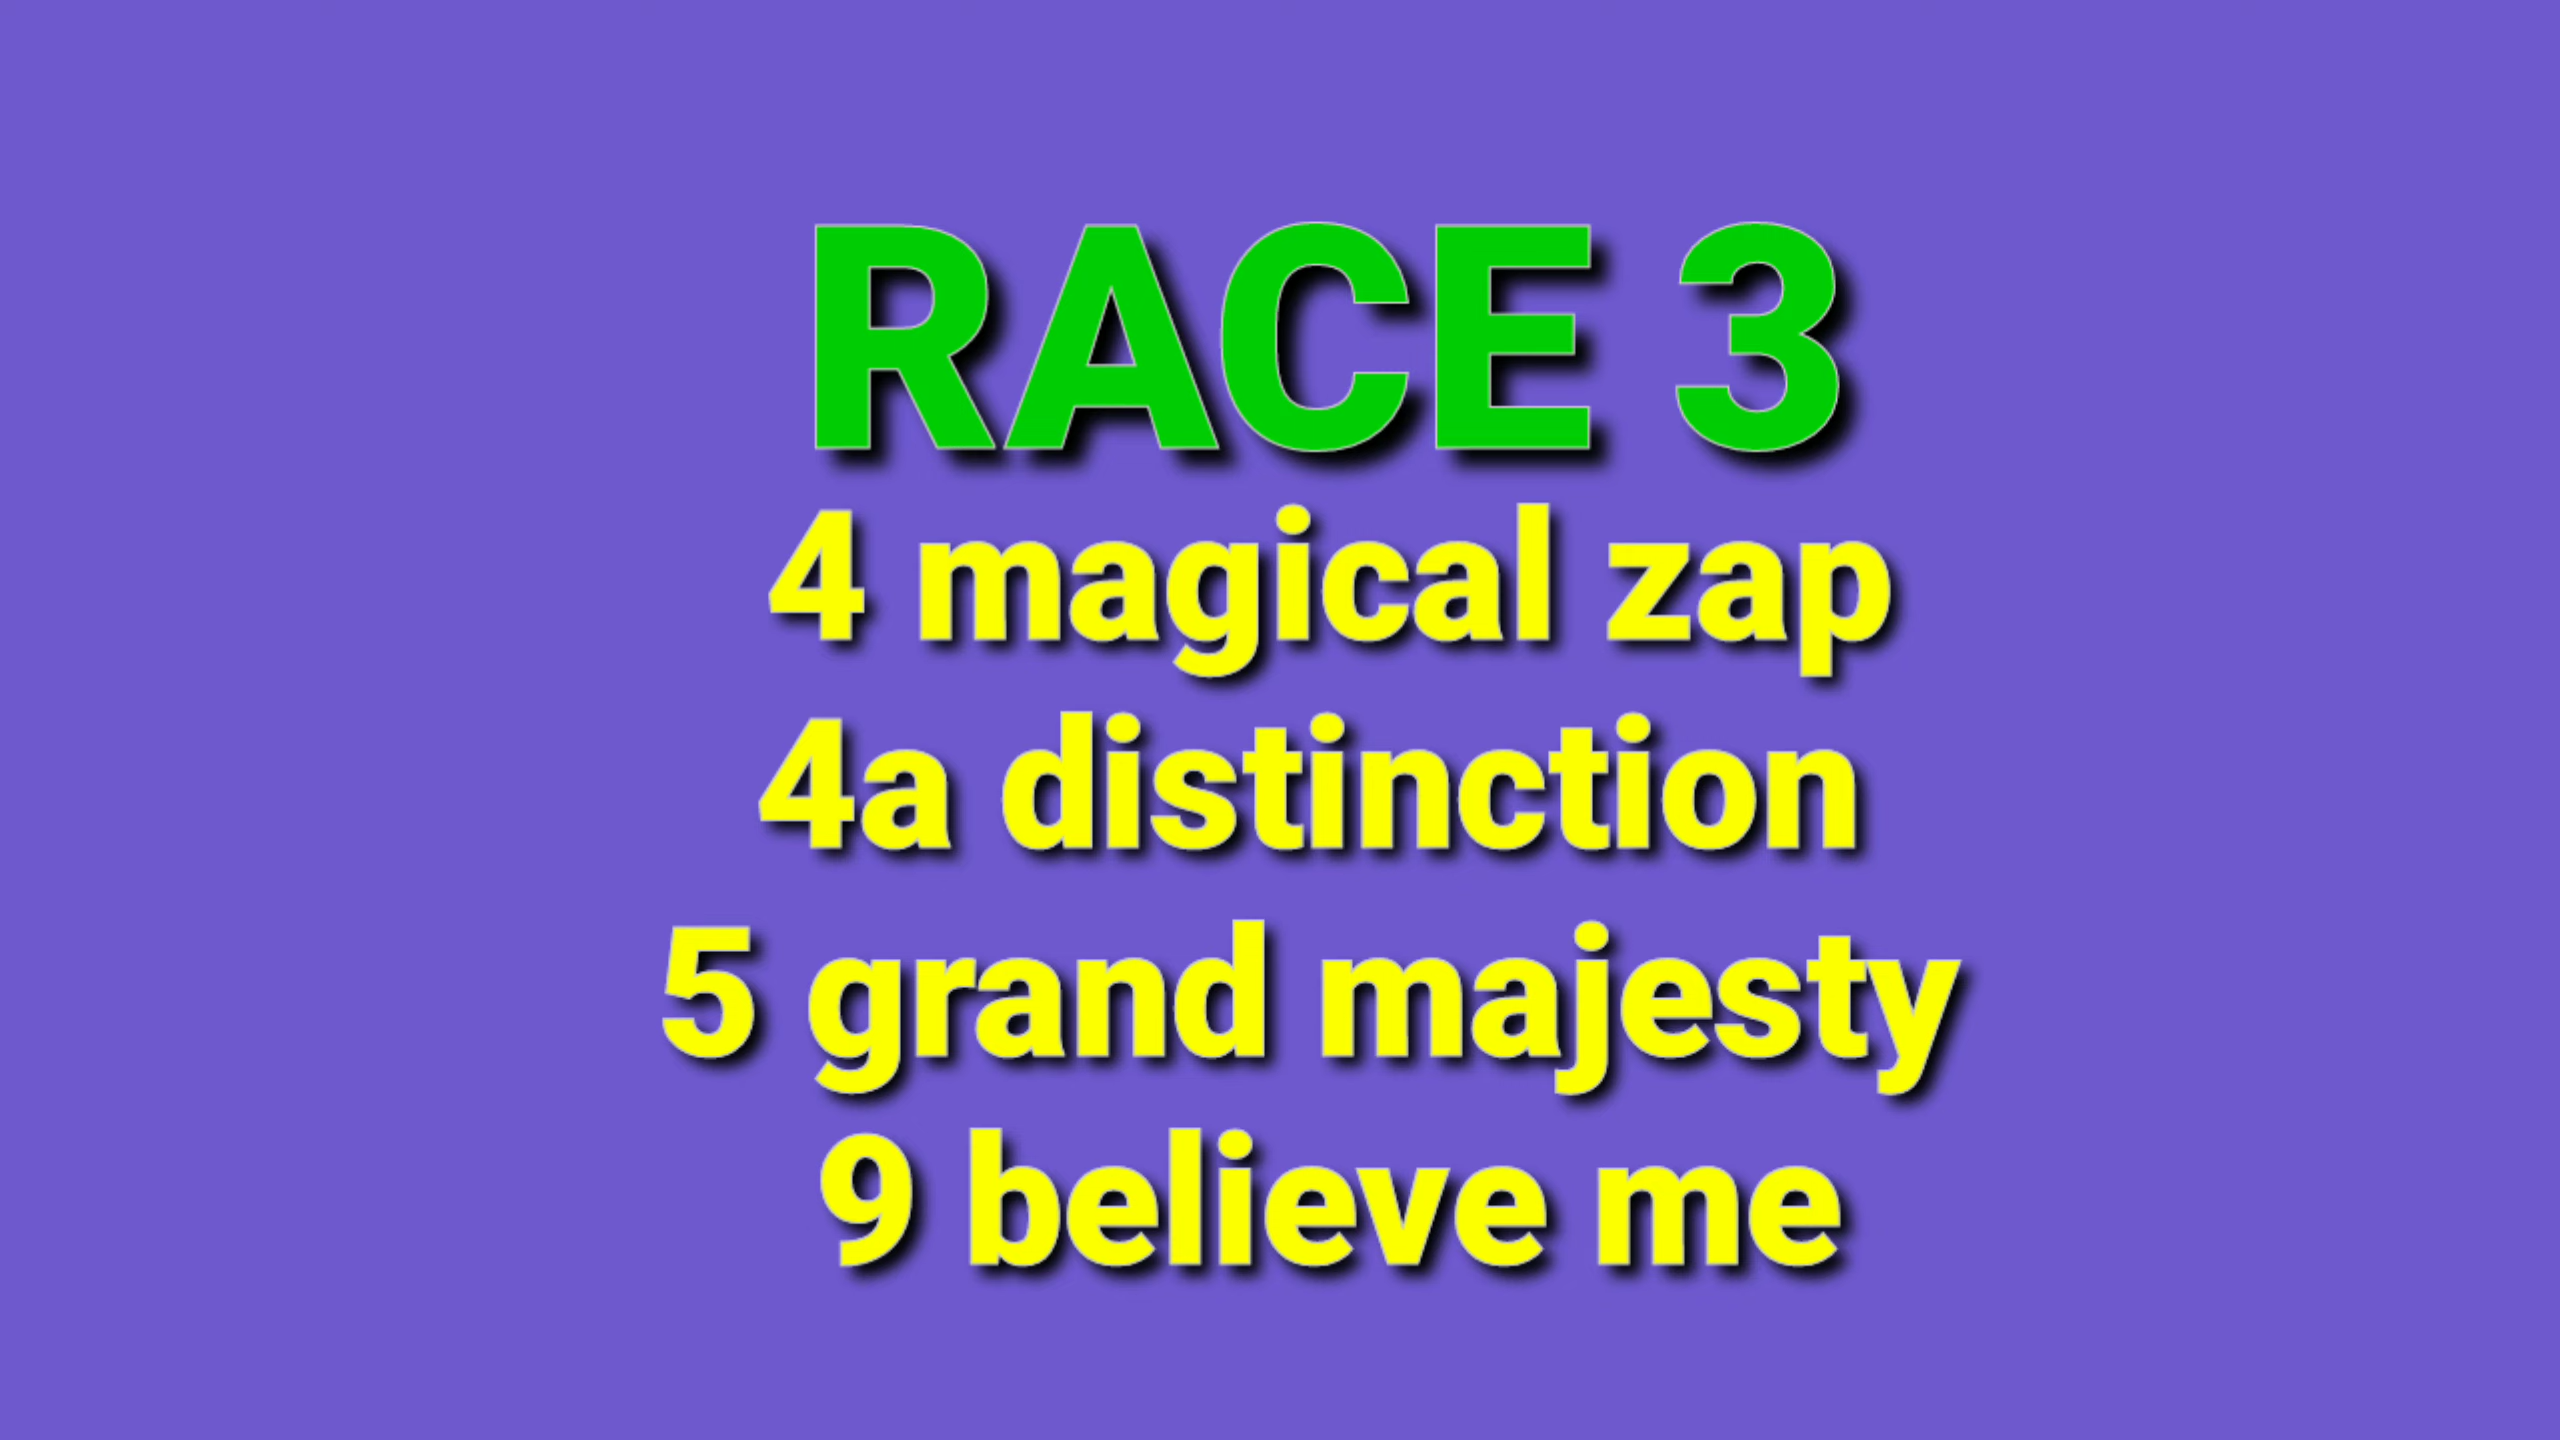 RACE 3
4 magical zap
4a distinction
5 grand majesty
9 believe me